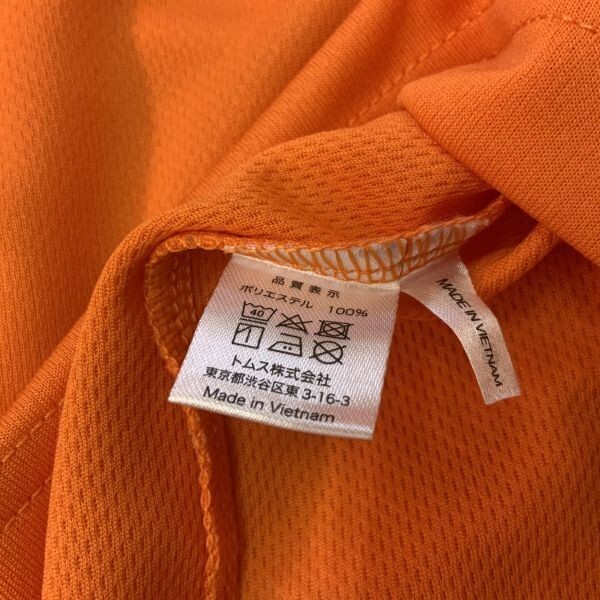 品質表示
ポリエステル 100%
40
トムス株式会社
東京都渋谷区東 3-16-3
Made in Vietnam
MADE IN VIETNAM